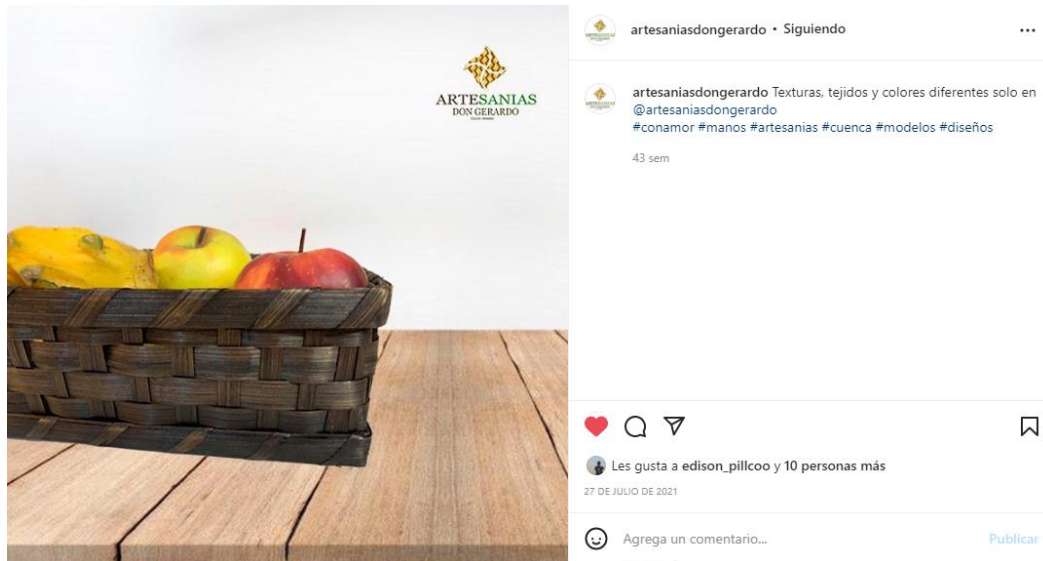 ARTESANIAS
DON GERARDO
artesaniasdongerardo • Siguiendo
artesaniasdongerardo Texturas, tejidos y colores diferentes solo en
@artesaniasdongerardo
#conamor #manos #artesanias #cuenca #modelos #diseños
43 sem
Les gusta a edison_pillcoo y 10 personas más
27 DE JULIO DE 2021
Agrega un comentario...
Publicar